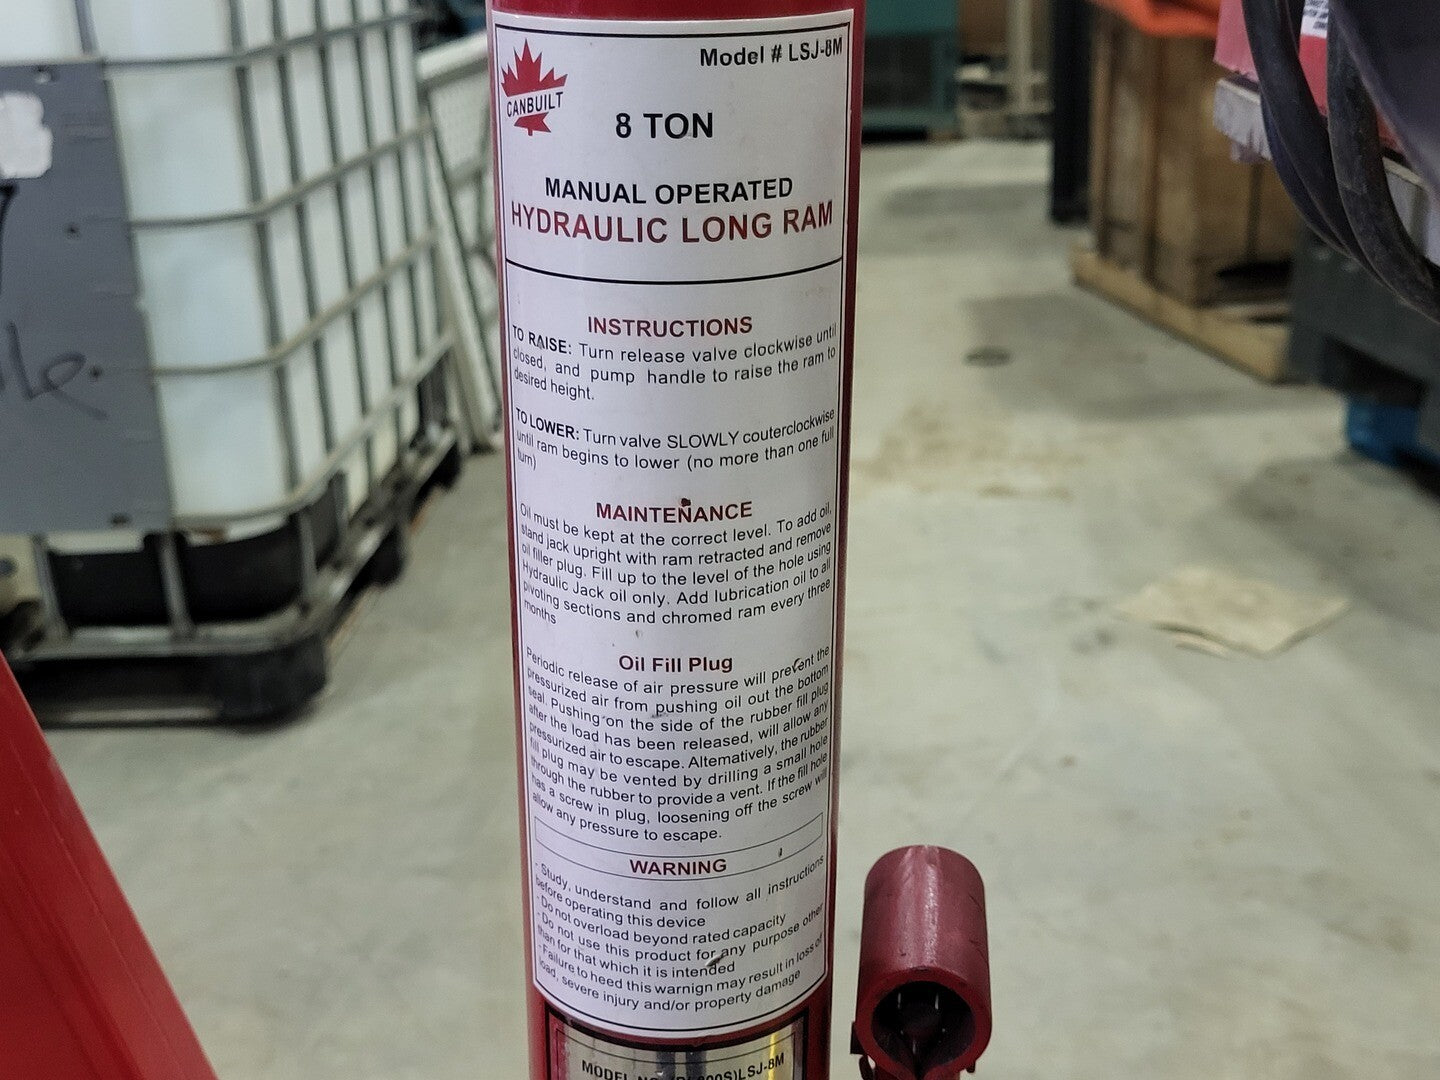 Model # LSJ-8M
CANBUILT
8 TON
MANUAL OPERATED
HYDRAULIC LONG RAM
INSTRUCTIONS
TO RAISE: Turn release valve clockwise until
closed, and pump handle to raise the ram to
desired height.
TO LOWER: Turn valve SLOWLY couterclockwise
until ram begins to lower (no more than one full
turn)
MAINTENANCE
Oil must be kept at the correct level. To add oil,
stand jack upright with ram retracted and remove
oil filler plug. Fill up to the level of the hole using
Hydraulic Jack oil only. Add lubrication oil to all
pivoting sections and chromed ram every three
months
Oil Fill Plug
Periodic release of air pressure will prevent the
pressurized air from pushing oil out the bottom
seal. Pushing on the side of the rubber fill plug
after the load has been released, will allow any
pressurized air to escape. Alternatively, the rubber
fill plug may be vented by drilling a small hole
through the rubber to provide a vent. If the fill hole
has a screw in plug, loosening off the screw will
allow any pressure to escape.
WARNING
- Study, understand and follow all instructions
before operating this device
- Do not overload beyond rated capacity
- Do not use this product for any purpose other
than for that which it is intended
- Failure to heed this warnign may result in loss of
load, severe injury and/or property damage
MODEL NO. LSJ-8M